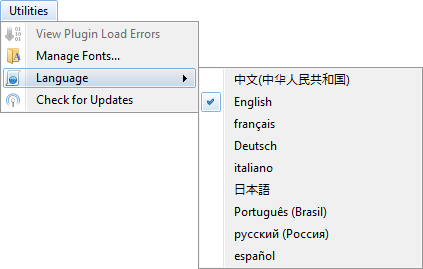 Utilities
View Plugin Load Errors
Manage Fonts...
Language
Check for Updates
中文(中华人民共和国)
English
français
Deutsch
italiano
日本語
Português (Brasil)
русский (Россия)
español